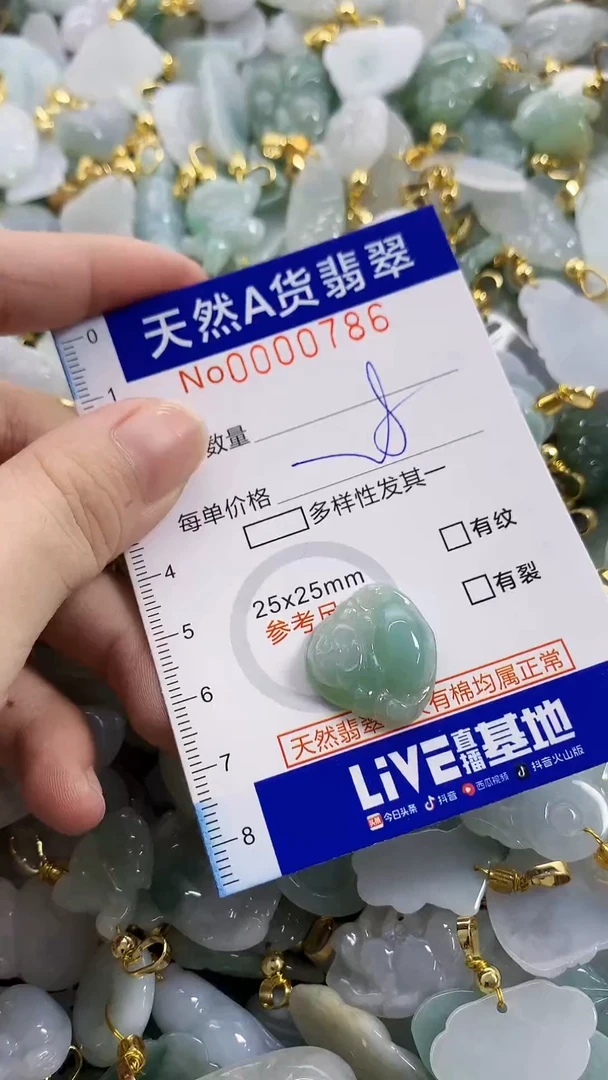 天然A货翡翠
No0000786
0
1
数量
每单价格
多样性发其一
4
25x25mm
有纹
5
参考尺
有裂
6
天然翡翠
有棉均属正常
7
LiVE直播基地
8
今日头条 抖音 西瓜视频 抖音火山版